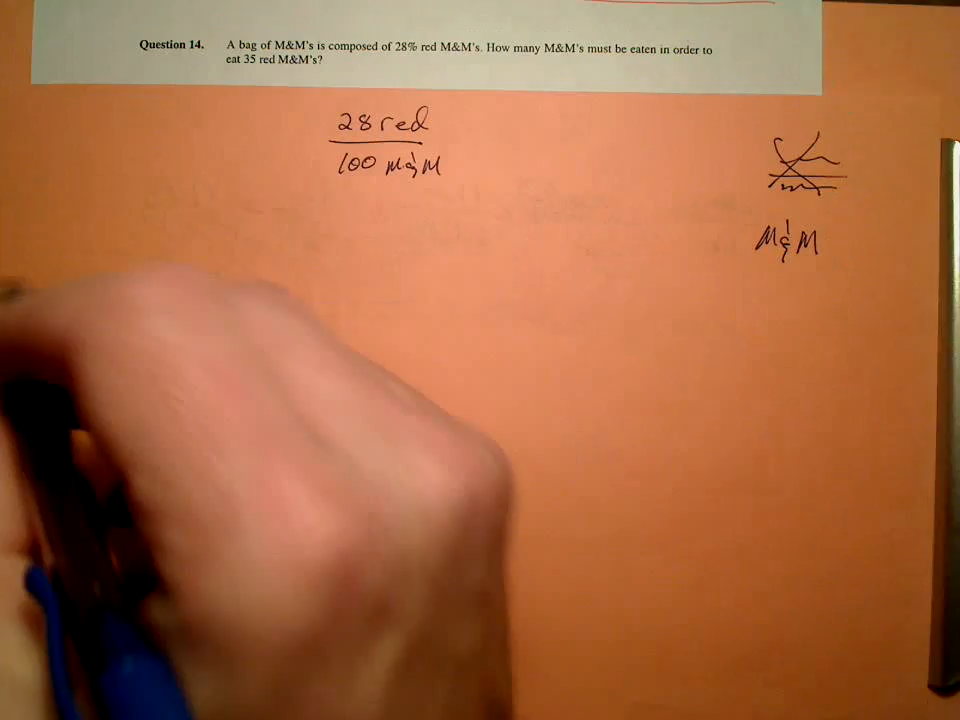 Question 14. A bag of M&M's is composed of 28% red M&M's. How many M&M's must be eaten in order to
eat 35 red M&M's?
28 red
100 M&M
M&M